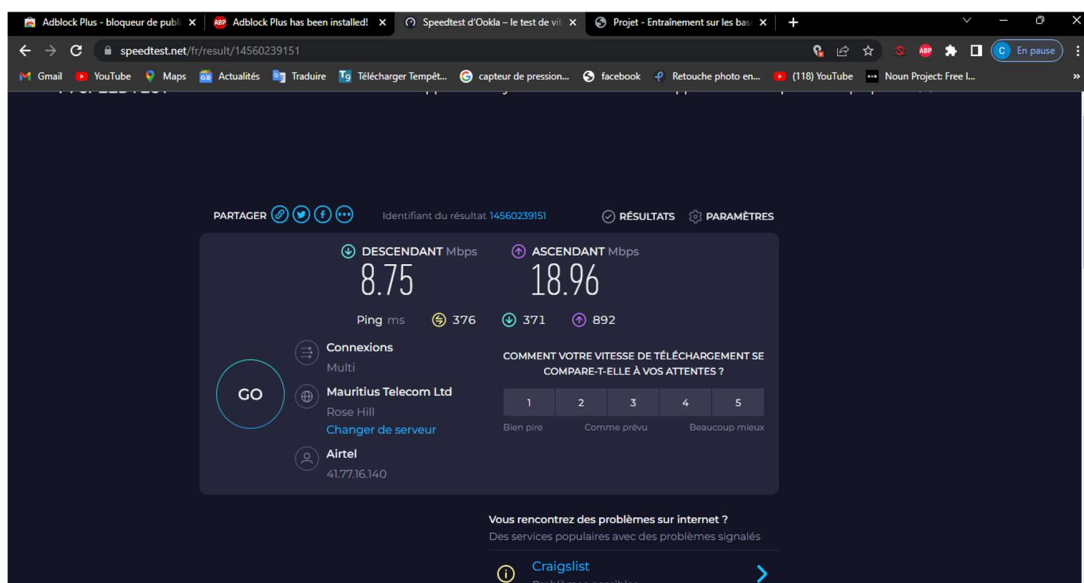 Adblock Plus - bloqueur de publ
Adblock Plus has been installed!
Speedtest d'Ookla – le test de vit
Projet - Entraînement sur les bas
speedtest.net/fr/result/14560239151
ABP
C En pause
Gmail
YouTube
Maps
Actualités
Traduire
Télécharger Tempêt...
capteur de pression...
facebook
Retouche photo en...
(118) YouTube
Noun Project: Free I...
»
PARTAGER
Identifiant du résultat 14560239151
RÉSULTATS
PARAMÈTRES
DESCENDANT Mbps
8.75
ASCENDANT Mbps
18.96
Ping ms 376 371 892
GO
Connexions
Multi
Mauritius Telecom Ltd
Rose Hill
Changer de serveur
Airtel
41.77.16.140
COMMENT VOTRE VITESSE DE TÉLÉCHARGEMENT SE
COMPARE-T-ELLE À VOS ATTENTES ?
1 2 3 4 5
Bien pire Comme prévu Beaucoup mieux
Vous rencontrez des problèmes sur internet ?
Des services populaires avec des problèmes signalés
Craigslist